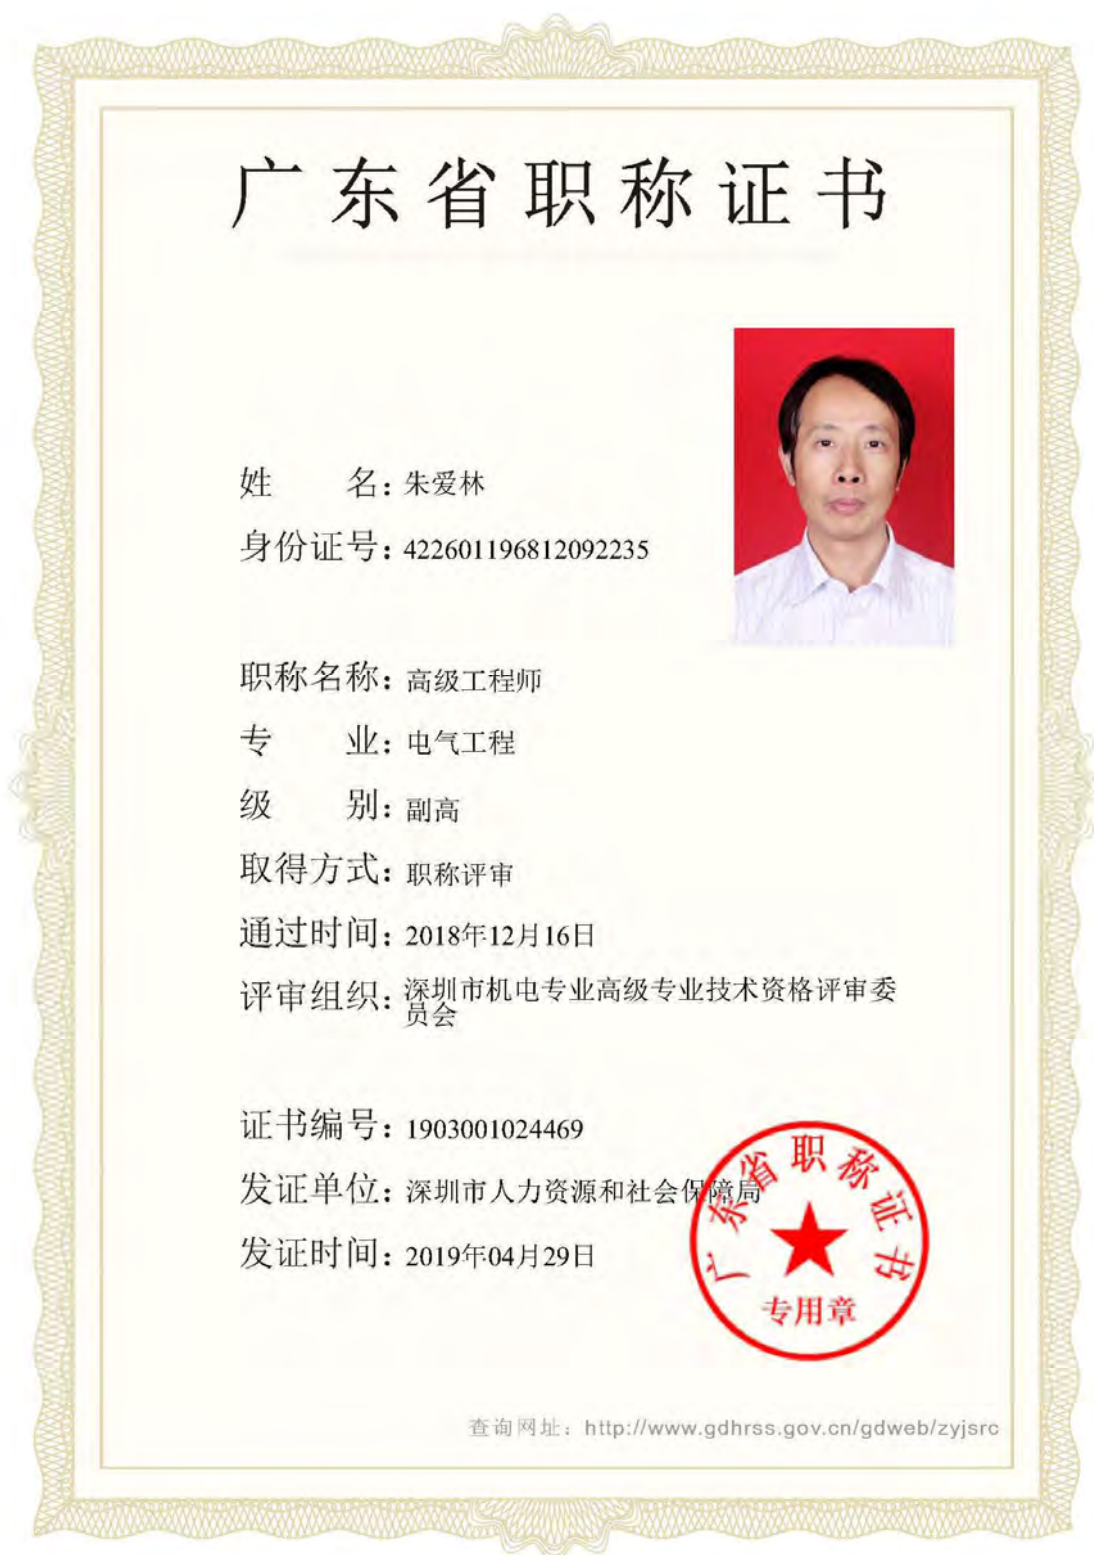 广东省职称证书
姓 名：朱爱林
身份证号：422601196812092235
职称名称：高级工程师
专 业：电气工程
级 别：副高
取得方式：职称评审
通过时间：2018年12月16日
评审组织：深圳市机电专业高级专业技术资格评审委
员会
证书编号：1903001024469
发证单位：深圳市人力资源和社会保障局
发证时间：2019年04月29日
广东省职称证书
专用章
查询网址：http://www.gdhrss.gov.cn/gdweb/zyjsrc